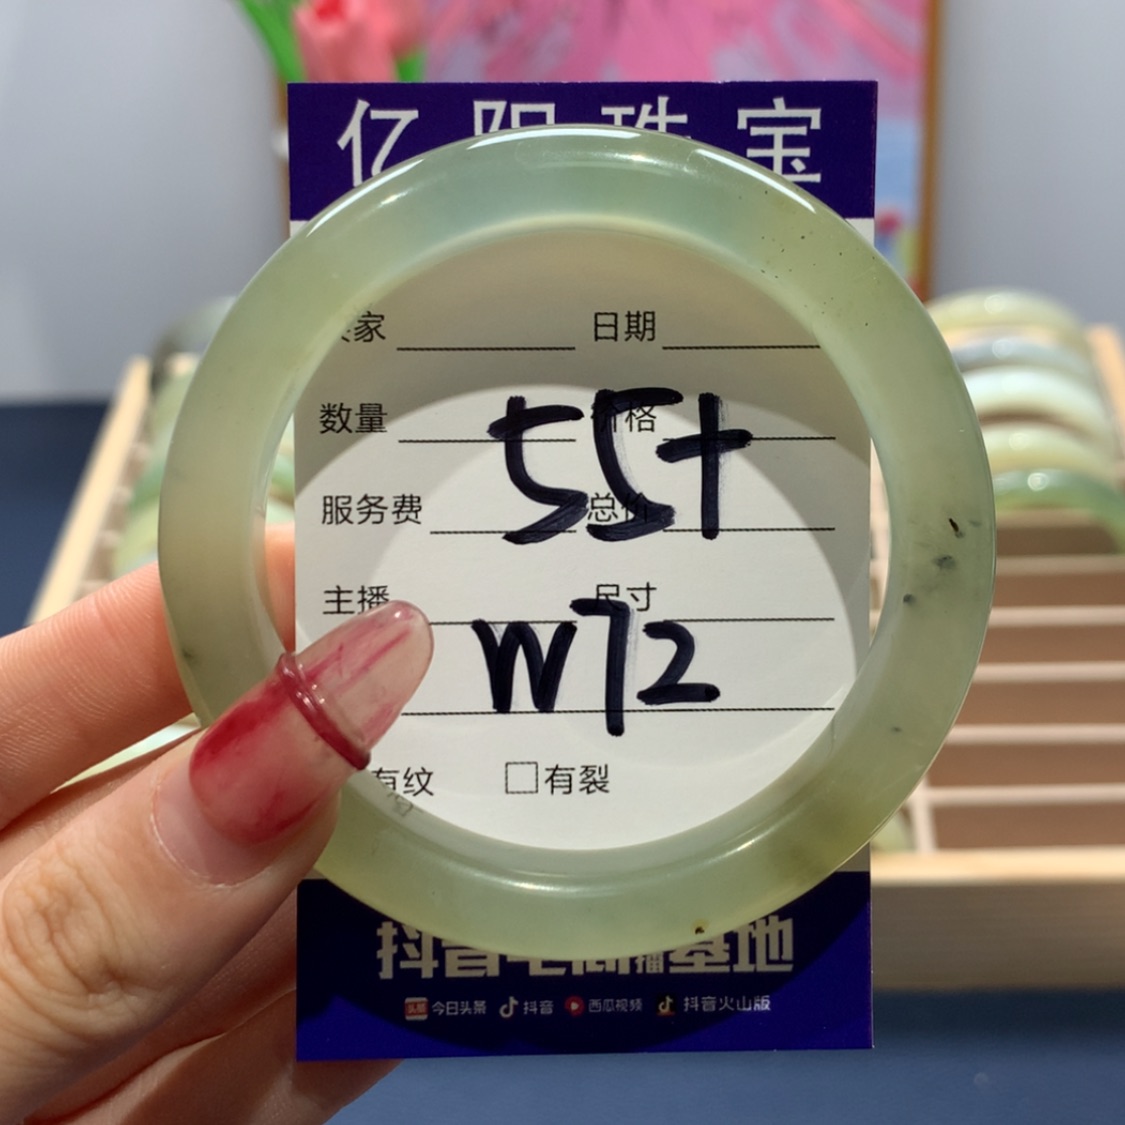 亿阳珠宝
家 日期
数量 价格
55+
服务费 总价
主播 尺寸
W72
有纹 □有裂
抖音电商直播基地
今日头条 抖音 西瓜视频 抖音火山版